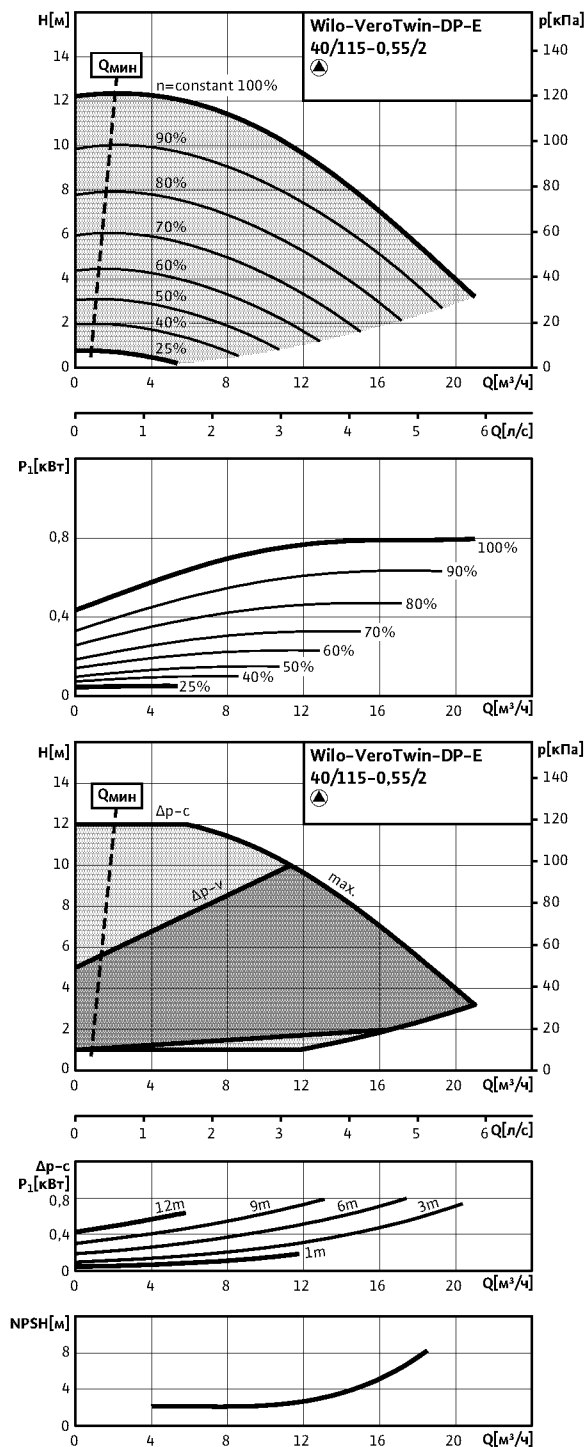 H[м]
p[кПа]
Wilo-VeroTwin-DP-E
40/115-0,55/2
Qмин
n=constant 100%
90%
80%
70%
60%
50%
40%
25%
16
14
12
10
8
6
4
2
0
140
120
100
80
60
40
20
0
0 4 8 12 16 20 Q[м³/ч]
0 1 2 3 4 5 6 Q[л/с]
P₁[кВт]
0,8
0,4
0
100%
90%
80%
70%
60%
50%
40%
25%
0 4 8 12 16 20 Q[м³/ч]
H[м]
p[кПа]
Wilo-VeroTwin-DP-E
40/115-0,55/2
Qмин
Δp-c
Δp-v
max.
16
14
12
10
8
6
4
2
0
140
120
100
80
60
40
20
0
0 4 8 12 16 20 Q[м³/ч]
0 1 2 3 4 5 6 Q[л/с]
Δp-c
P₁[кВт]
0,8
0,4
0
12m 9m 6m 3m
1m
0 4 8 12 16 20 Q[м³/ч]
NPSH[м]
8
4
0
0 4 8 12 16 20 Q[м³/ч]